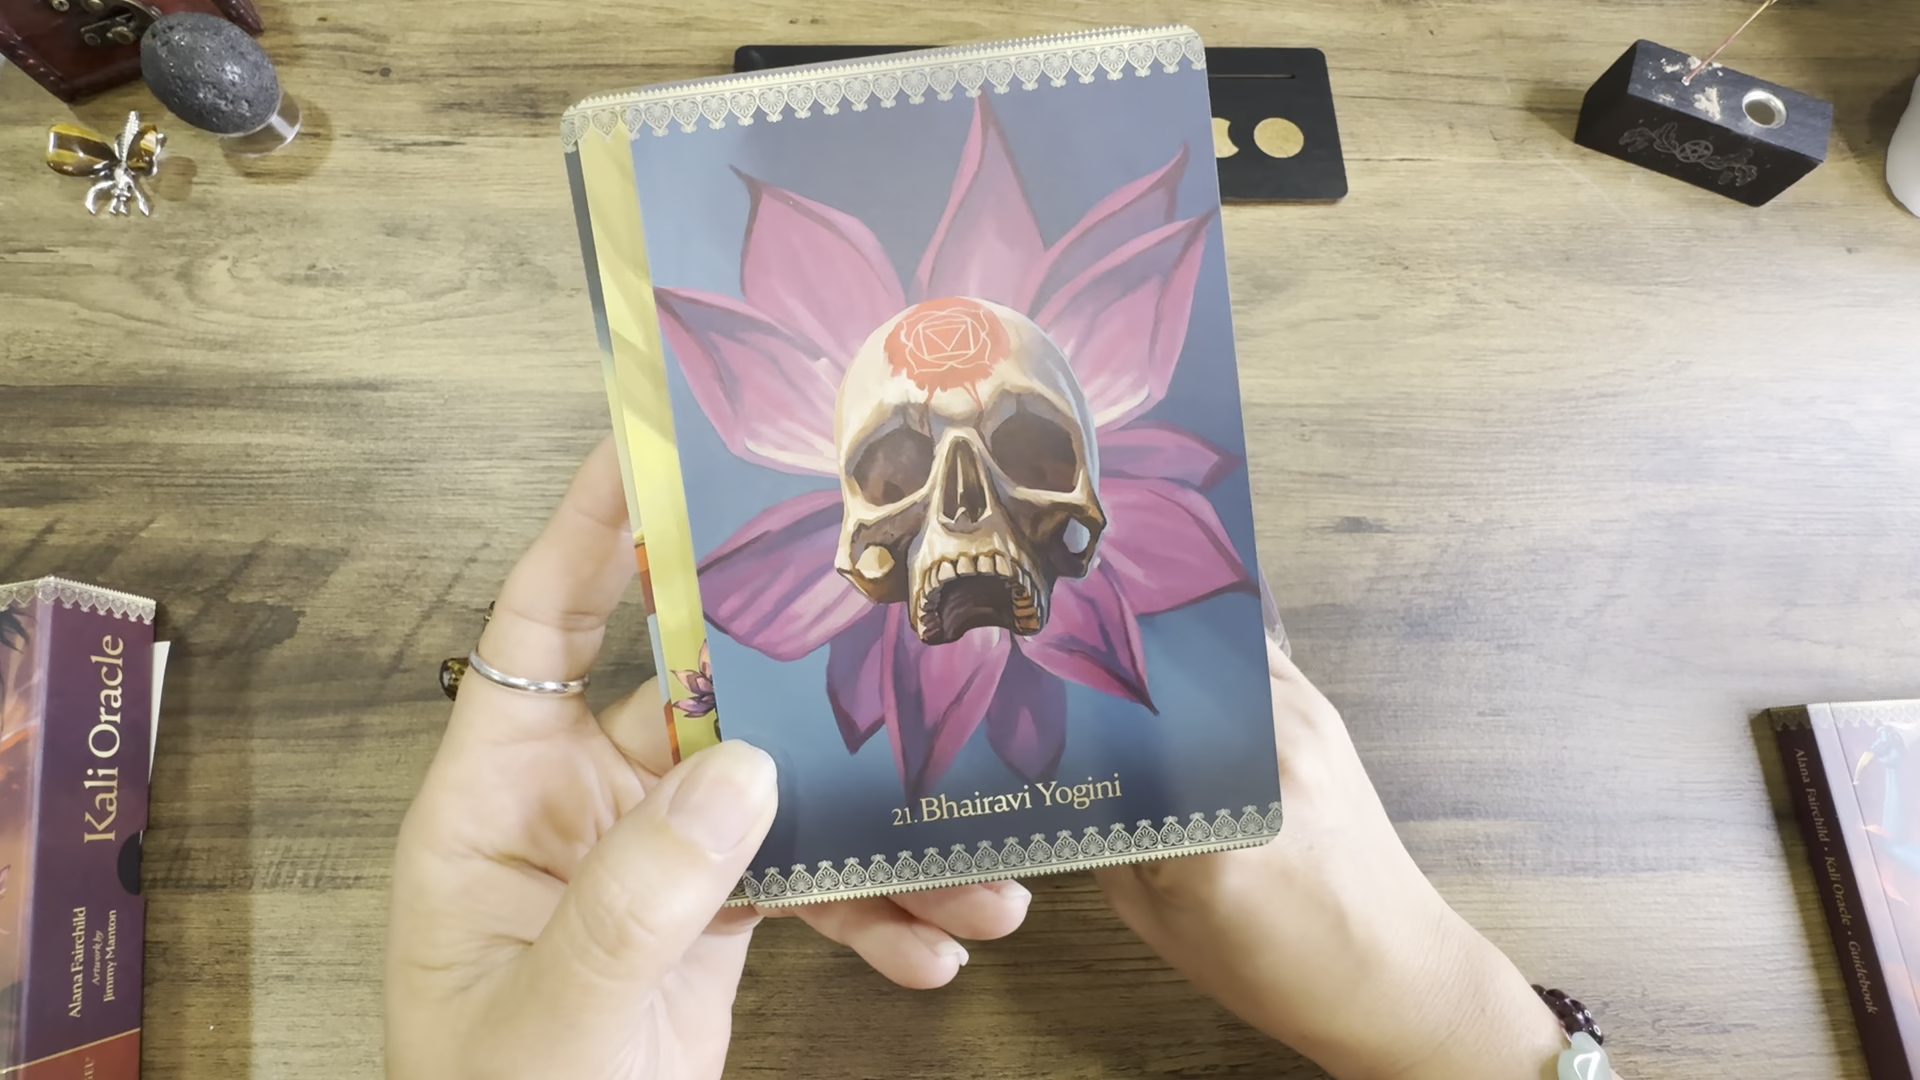 21. Bhairavi Yogini
Kali Oracle
Alana Fairchild
Artwork by
Jimmy Manton
Alana Fairchild • Kali Oracle • Guidebook